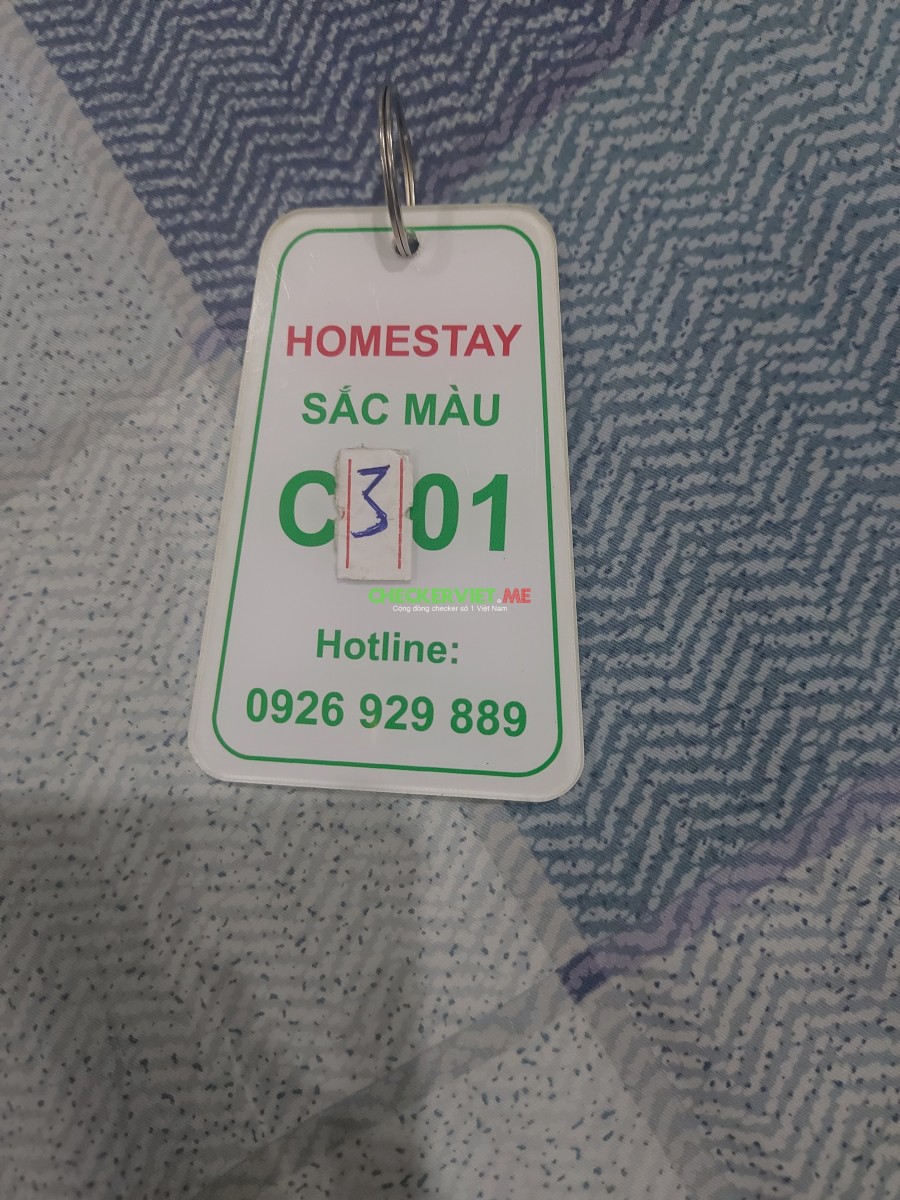 HOMESTAY
SẮC MÀU
C301
CHECKERVIET.ME
Cộng đồng checker số 1 Việt Nam
Hotline:
0926 929 889